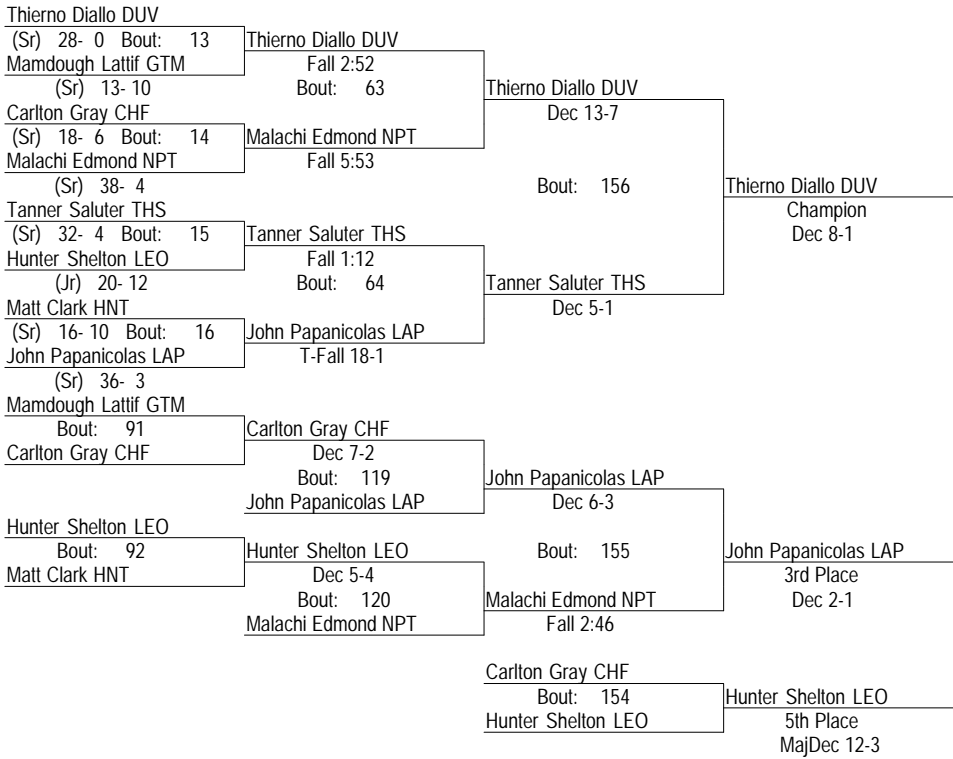 Thierno Diallo DUV
(Sr) 28- 0 Bout: 13 Thierno Diallo DUV
Mamdough Lattif GTM Fall 2:52
(Sr) 13- 10 Bout: 63 Thierno Diallo DUV
Carlton Gray CHF Dec 13-7
(Sr) 18- 6 Bout: 14 Malachi Edmond NPT
Malachi Edmond NPT Fall 5:53
(Sr) 38- 4 Bout: 156 Thierno Diallo DUV
Tanner Saluter THS Champion
(Sr) 32- 4 Bout: 15 Tanner Saluter THS Dec 8-1
Hunter Shelton LEO Fall 1:12
(Jr) 20- 12 Bout: 64 Tanner Saluter THS
Matt Clark HNT Dec 5-1
(Sr) 16- 10 Bout: 16 John Papanicolas LAP
John Papanicolas LAP T-Fall 18-1
(Sr) 36- 3
Mamdough Lattif GTM
Bout: 91 Carlton Gray CHF
Carlton Gray CHF Dec 7-2
Bout: 119 John Papanicolas LAP
John Papanicolas LAP Dec 6-3
Hunter Shelton LEO
Bout: 92 Hunter Shelton LEO Bout: 155 John Papanicolas LAP
Matt Clark HNT Dec 5-4 3rd Place
Bout: 120 Malachi Edmond NPT Dec 2-1
Malachi Edmond NPT Fall 2:46
Carlton Gray CHF
Bout: 154 Hunter Shelton LEO
Hunter Shelton LEO 5th Place
MajDec 12-3